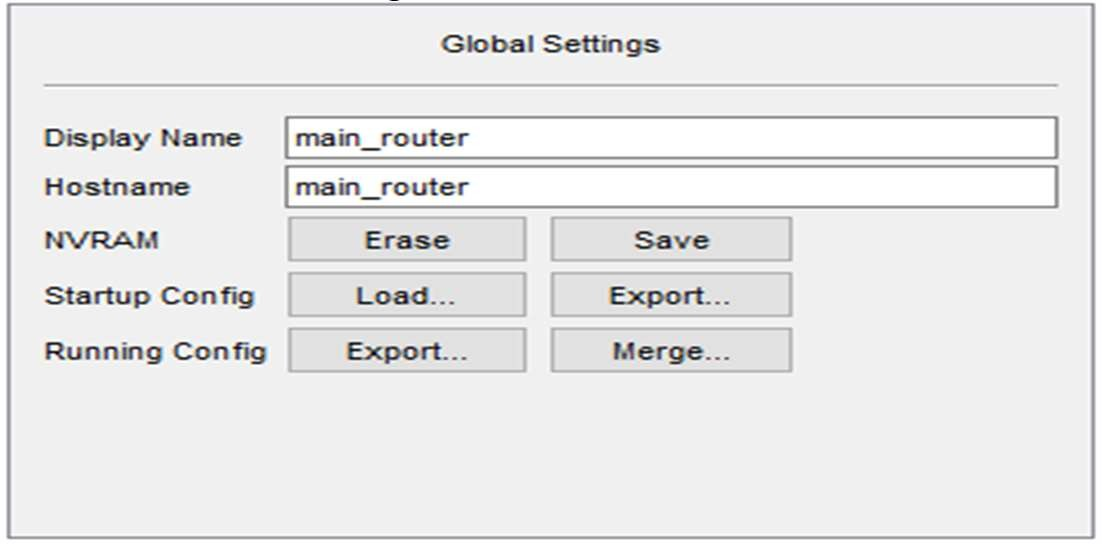 Global Settings
Display Name main_router
Hostname main_router
NVRAM Erase Save
Startup Config Load... Export...
Running Config Export... Merge...